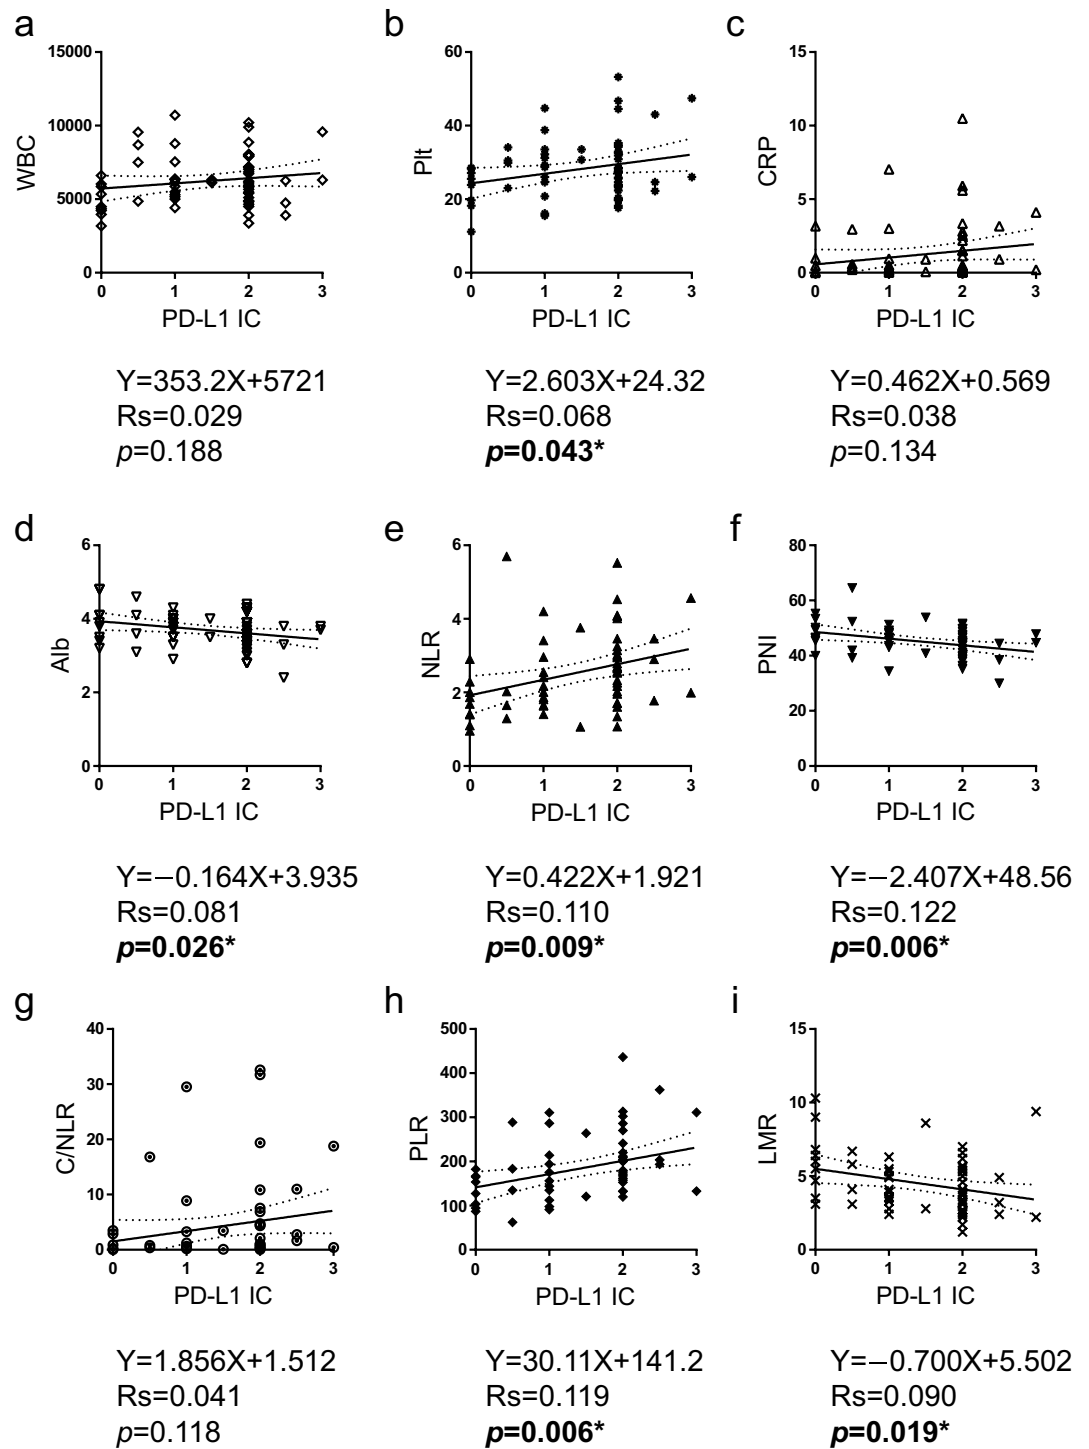 a
15000
10000
5000
0
WBC
0 1 2 3
PD-L1 IC
Y=353.2X+5721
Rs=0.029
p=0.188
b
60
40
20
0
Plt
0 1 2 3
PD-L1 IC
Y=2.603X+24.32
Rs=0.068
p=0.043*
c
15
10
5
0
CRP
0 1 2 3
PD-L1 IC
Y=0.462X+0.569
Rs=0.038
p=0.134
d
6
4
2
0
Alb
0 1 2 3
PD-L1 IC
Y=−0.164X+3.935
Rs=0.081
p=0.026*
e
6
4
2
0
NLR
0 1 2 3
PD-L1 IC
Y=0.422X+1.921
Rs=0.110
p=0.009*
f
80
60
40
20
0
PNI
0 1 2 3
PD-L1 IC
Y=−2.407X+48.56
Rs=0.122
p=0.006*
g
40
30
20
10
0
C/NLR
0 1 2 3
PD-L1 IC
Y=1.856X+1.512
Rs=0.041
p=0.118
h
500
400
300
200
100
0
PLR
0 1 2 3
PD-L1 IC
Y=30.11X+141.2
Rs=0.119
p=0.006*
i
15
10
5
0
LMR
0 1 2 3
PD-L1 IC
Y=−0.700X+5.502
Rs=0.090
p=0.019*